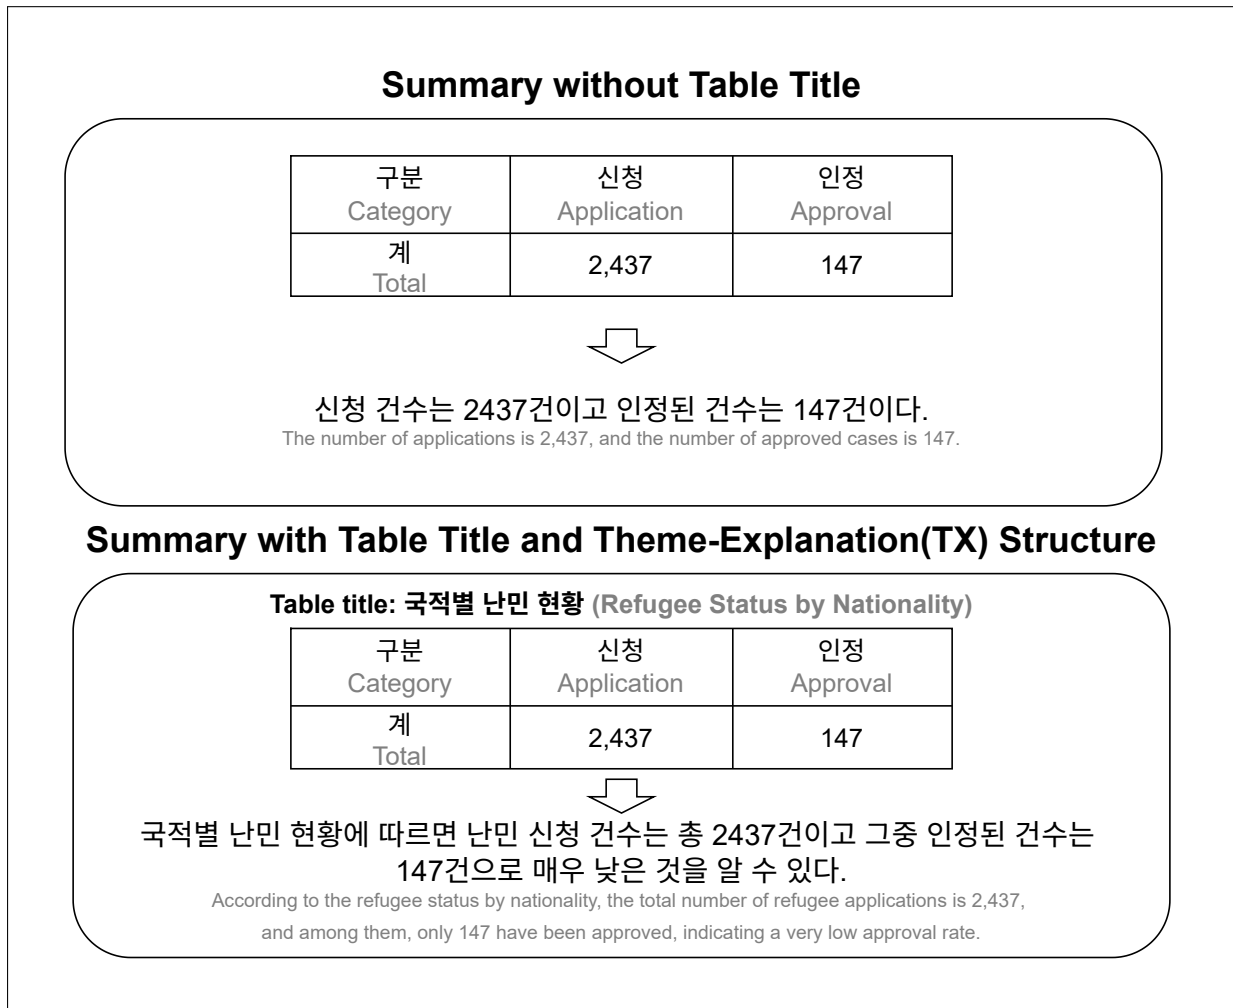 Summary without Table Title
구분 신청 인정
Category Application Approval
계 2,437 147
Total
신청 건수는 2437건이고 인정된 건수는 147건이다.
The number of applications is 2,437, and the number of approved cases is 147.
Summary with Table Title and Theme-Explanation(TX) Structure
Table title: 국적별 난민 현황 (Refugee Status by Nationality)
구분 신청 인정
Category Application Approval
계 2,437 147
Total
국적별 난민 현황에 따르면 난민 신청 건수는 총 2437건이고 그중 인정된 건수는
147건으로 매우 낮은 것을 알 수 있다.
According to the refugee status by nationality, the total number of refugee applications is 2,437,
and among them, only 147 have been approved, indicating a very low approval rate.